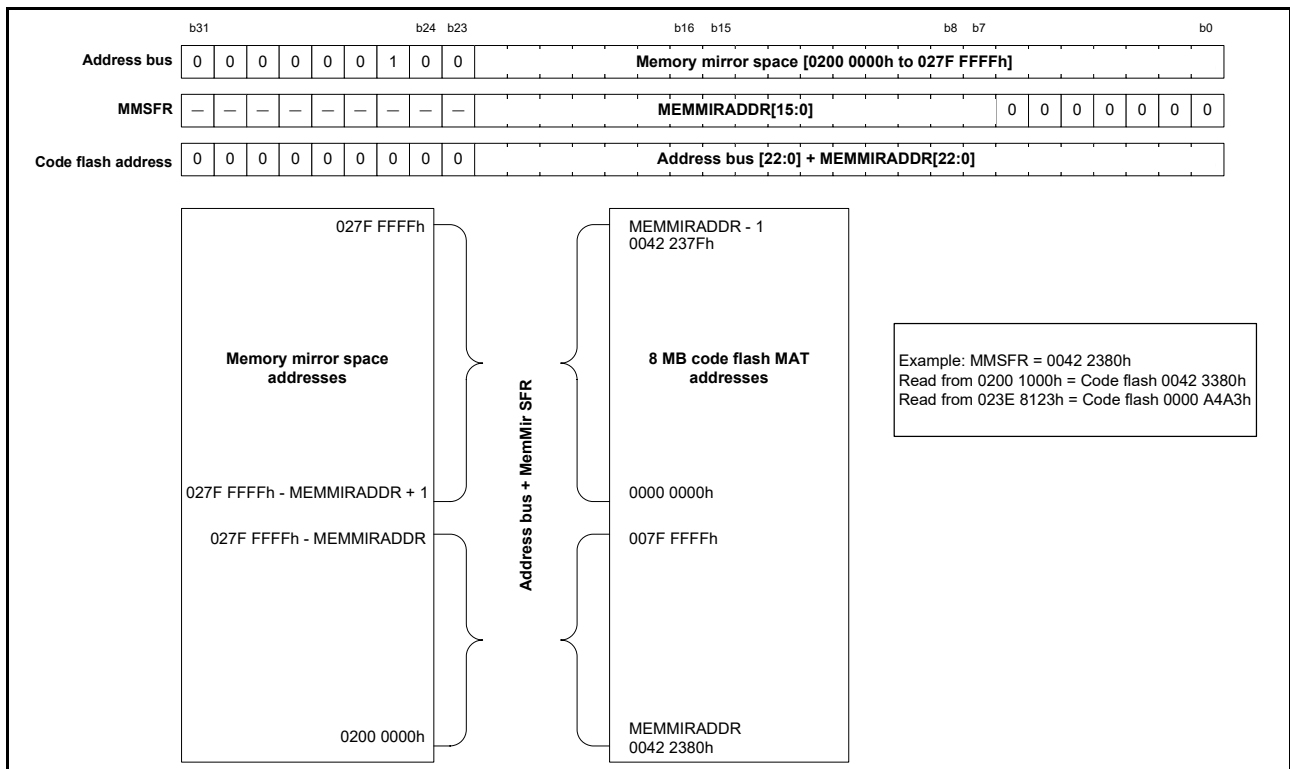 b31 b24 b23 b16 b15 b8 b7 b0
Address bus 0 0 0 0 0 0 1 0 0 Memory mirror space [0200 0000h to 027F FFFFh]
MMSFR — — — — — — — — — MEMMIRADDR[15:0] 0 0 0 0 0 0 0
Code flash address 0 0 0 0 0 0 0 0 0 Address bus [22:0] + MEMMIRADDR[22:0]
027F FFFFh
Memory mirror space
addresses
027F FFFFh - MEMMIRADDR + 1
027F FFFFh - MEMMIRADDR
0200 0000h
Address bus + MemMir SFR
MEMMIRADDR - 1
0042 237Fh
8 MB code flash MAT
addresses
0000 0000h
007F FFFFh
MEMMIRADDR
0042 2380h
Example: MMSFR = 0042 2380h
Read from 0200 1000h = Code flash 0042 3380h
Read from 023E 8123h = Code flash 0000 A4A3h